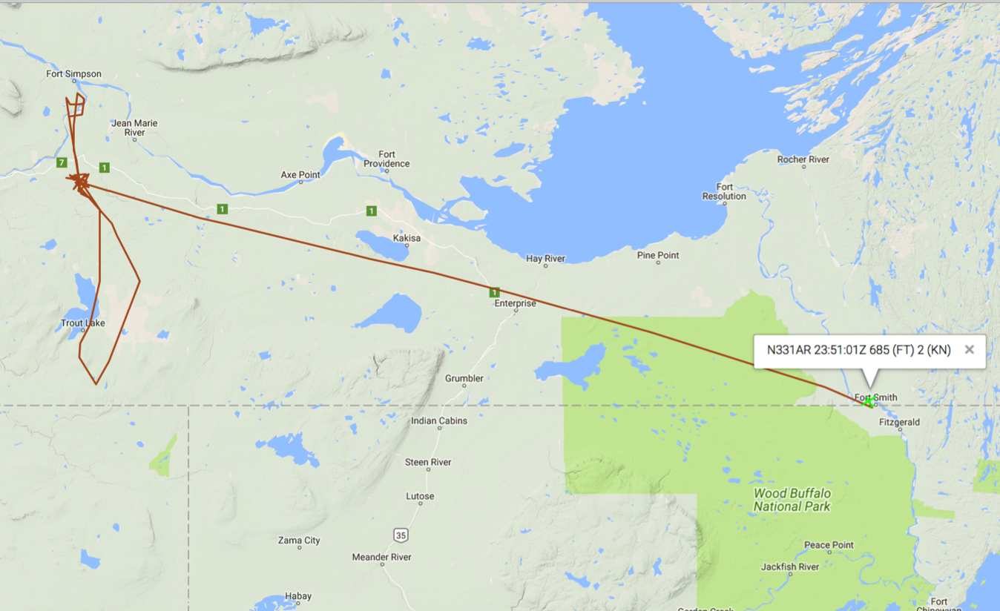 Fort Simpson
Jean Marie
River
7
1
Axe Point
Fort
Providence
Rocher River
Fort
Resolution
1
1
Kakisa
Hay River
Pine Point
1
Enterprise
Trout Lake
N331AR 23:51:01Z 685 (FT) 2 (KN) ×
Grumbler
Fort Smith
Indian Cabins
Fitzgerald
Steen River
Lutose
Wood Buffalo
National Park
35
Zama City
Meander River
Peace Point
Jackfish River
Habay
Fort
Chipewyan